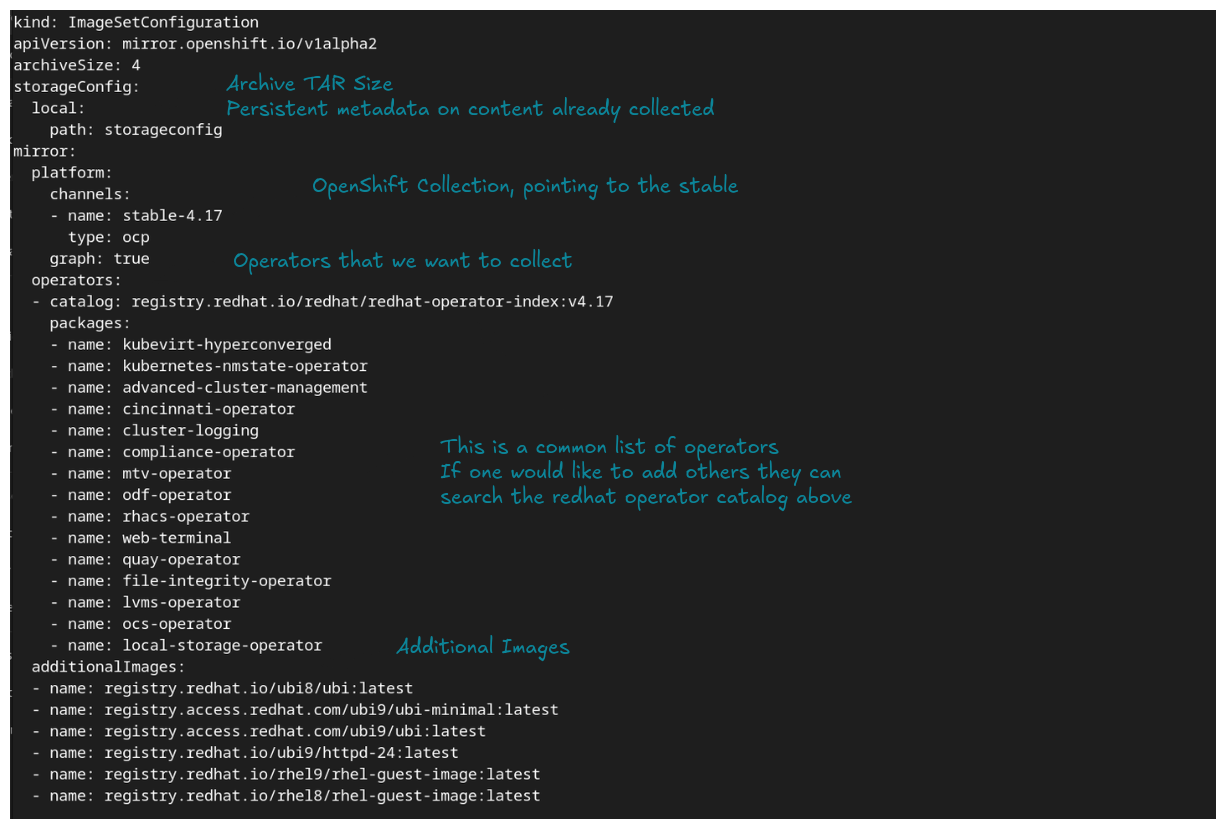 kind: ImageSetConfiguration
apiVersion: mirror.openshift.io/v1alpha2
archiveSize: 4
Archive TAR Size
storageConfig:
Persistent metadata on content already collected
local:
path: storageconfig
mirror:
platform:
OpenShift Collection, pointing to the stable
channels:
- name: stable-4.17
type: ocp
graph: true
Operators that we want to collect
operators:
- catalog: registry.redhat.io/redhat/redhat-operator-index:v4.17
packages:
- name: kubevirt-hyperconverged
- name: kubernetes-nmstate-operator
- name: advanced-cluster-management
- name: cincinnati-operator
- name: cluster-logging
- name: compliance-operator
- name: mtv-operator
- name: odf-operator
This is a common list of operators
If one would like to add others they can
search the redhat operator catalog above
- name: rhacs-operator
- name: web-terminal
- name: quay-operator
- name: file-integrity-operator
- name: lvms-operator
- name: ocs-operator
- name: local-storage-operator
Additional Images
additionalImages:
- name: registry.redhat.io/ubi8/ubi:latest
- name: registry.access.redhat.com/ubi9/ubi-minimal:latest
- name: registry.access.redhat.com/ubi9/ubi:latest
- name: registry.redhat.io/ubi9/httpd-24:latest
- name: registry.redhat.io/rhel9/rhel-guest-image:latest
- name: registry.redhat.io/rhel8/rhel-guest-image:latest